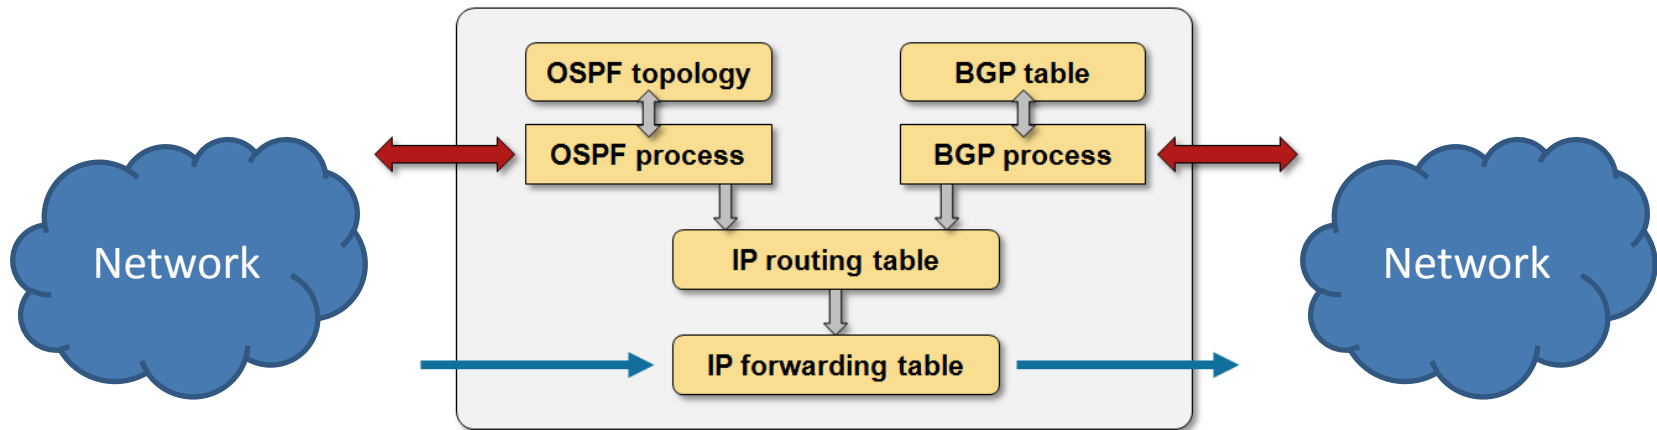 OSPF topology
BGP table
OSPF process
BGP process
Network
IP routing table
Network
IP forwarding table